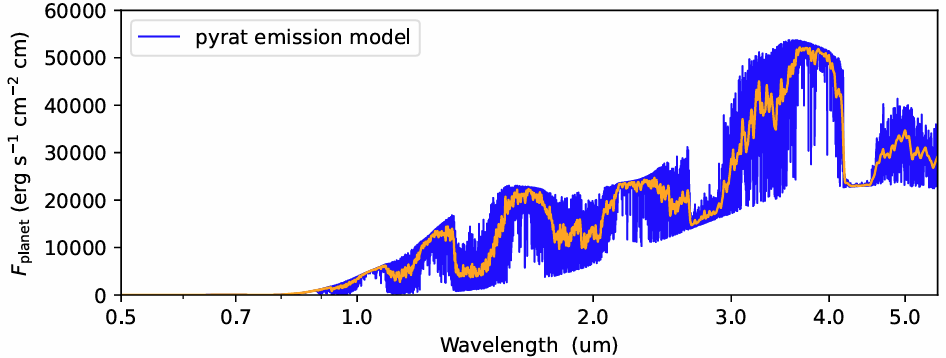 60000
50000
40000
30000
20000
10000
0
F_planet (erg s⁻¹ cm⁻² cm)
pyrat emission model
0.5 0.7 1.0 2.0 3.0 4.0 5.0
Wavelength (um)